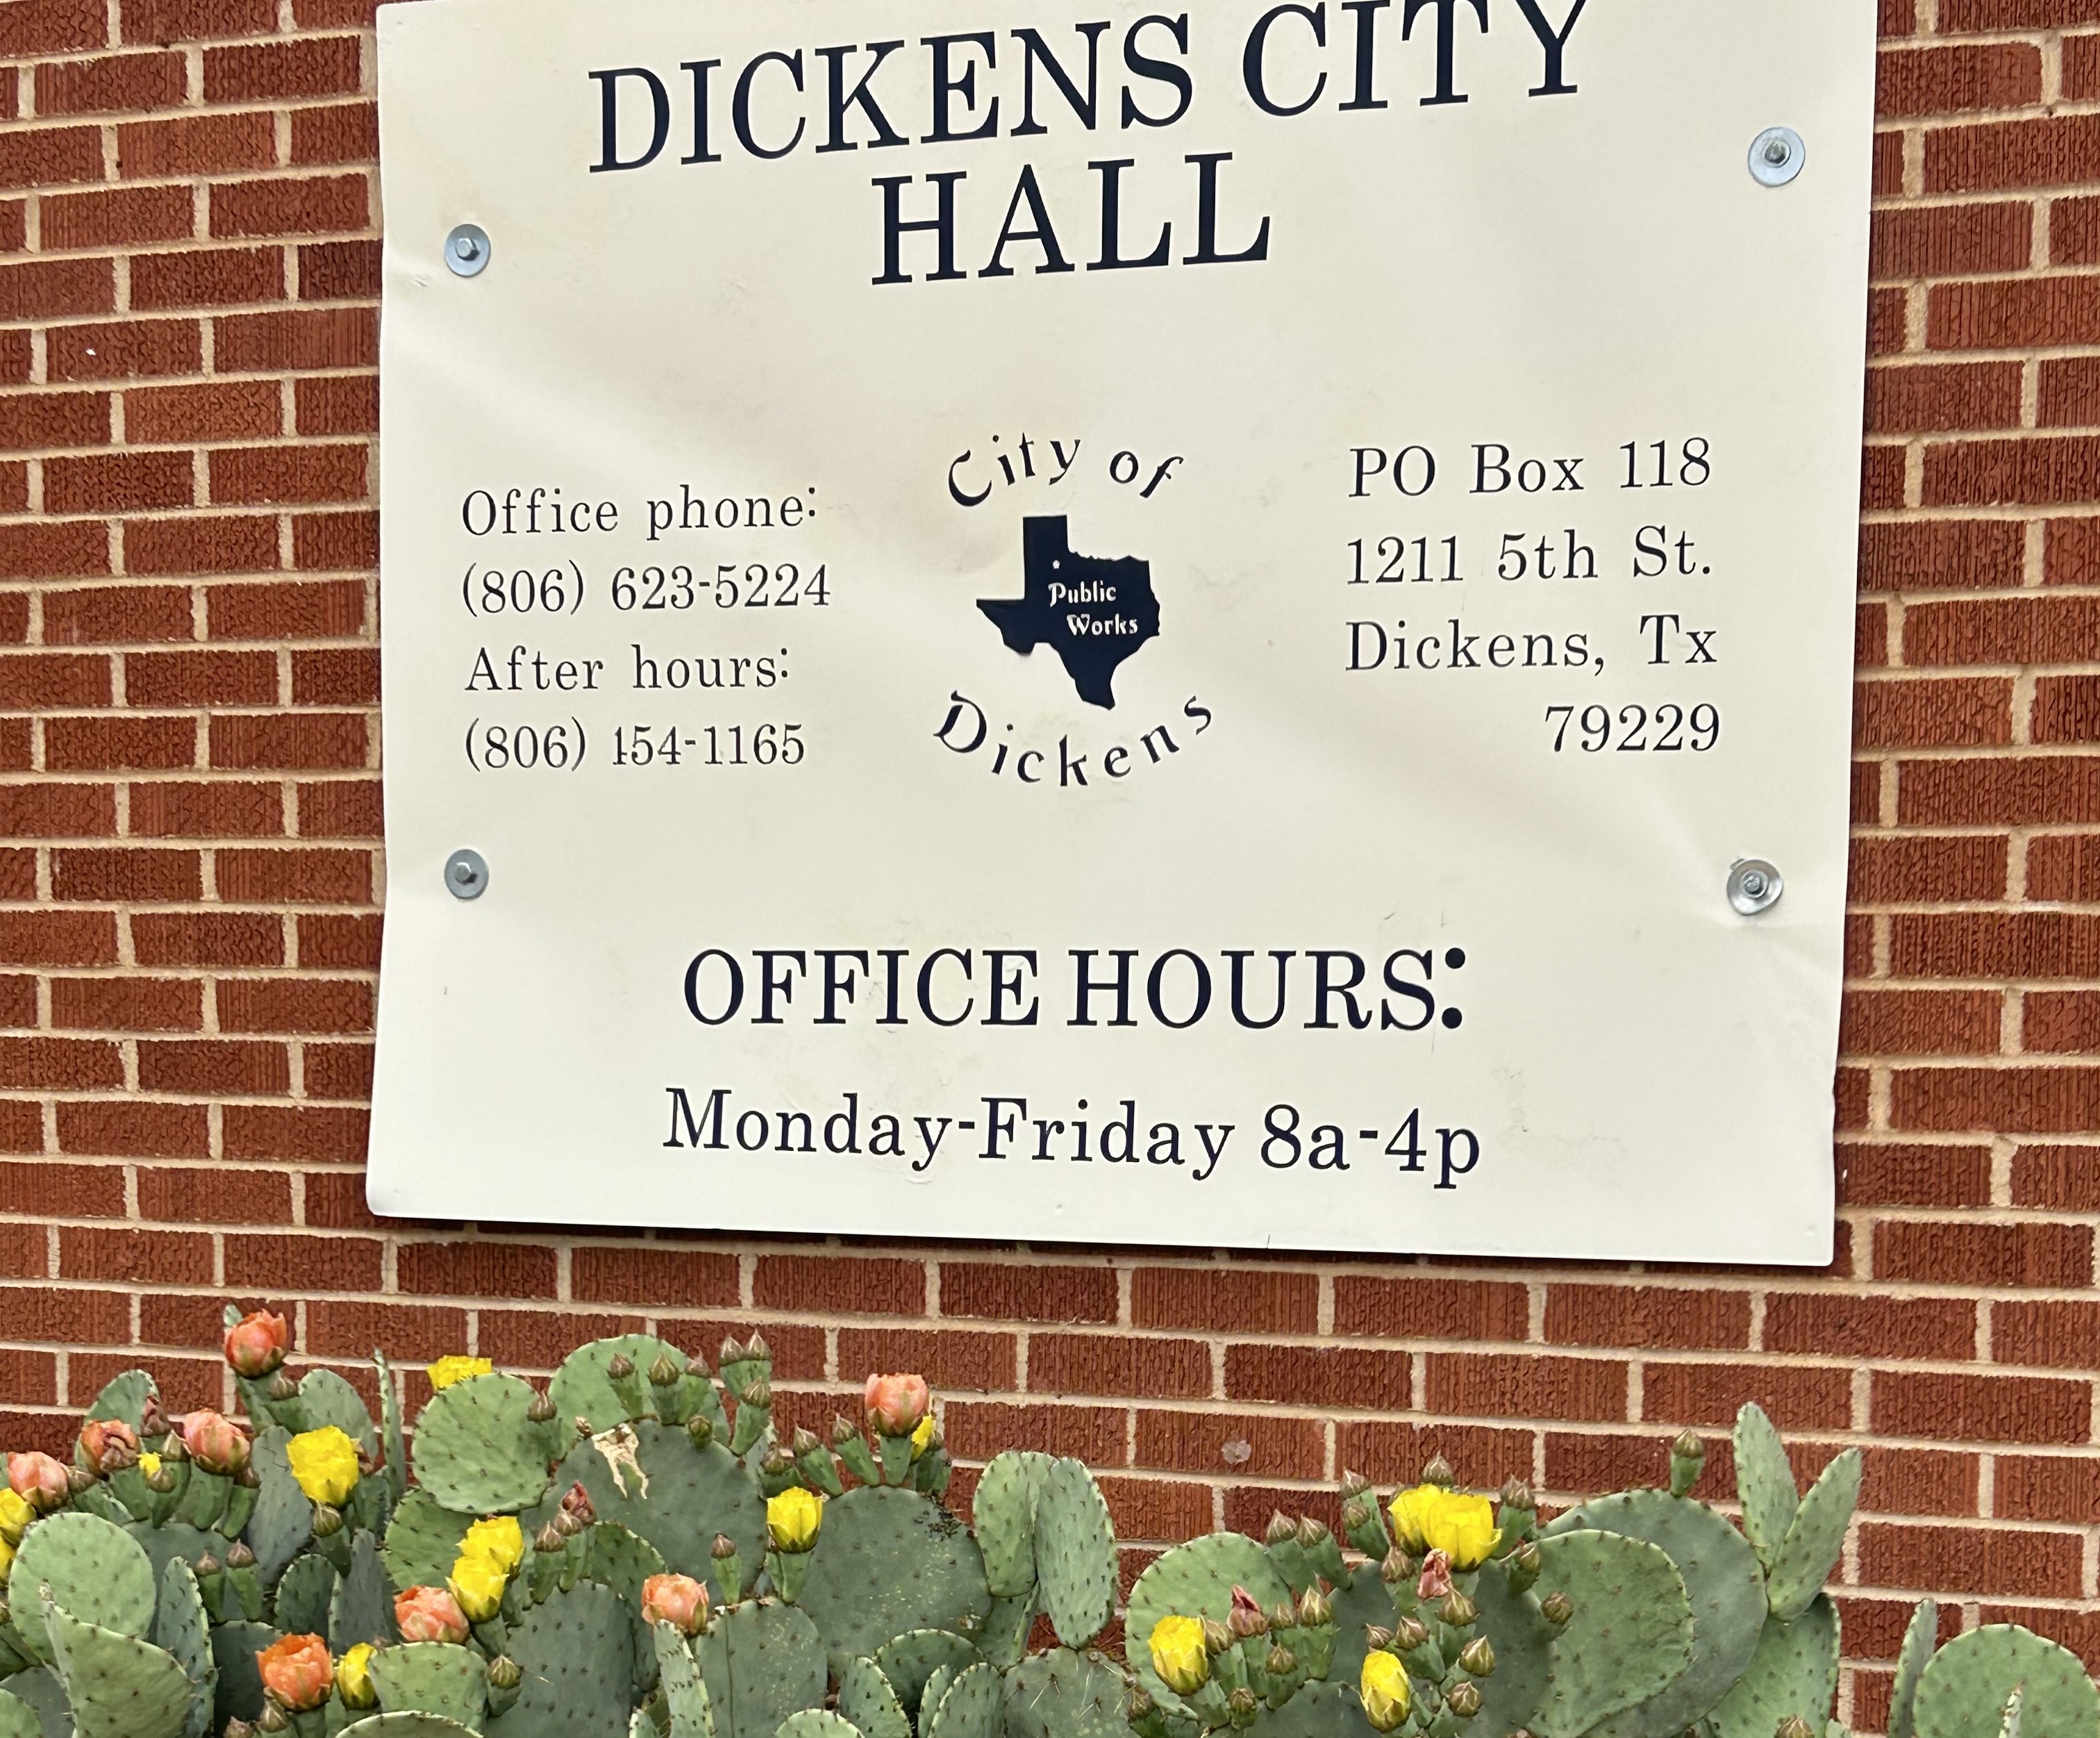 DICKENS CITY
HALL
Office phone:
(806) 623-5224
After hours:
(806) 154-1165
City of
Public
Works
Dickens
PO Box 118
1211 5th St.
Dickens, Tx
79229
OFFICE HOURS:
Monday-Friday 8a-4p